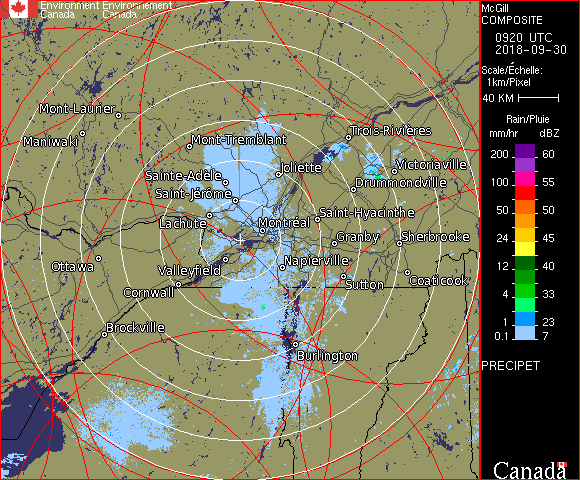 Environment Environnement
Canada Canada
McGill
COMPOSITE
0920 UTC
2018-09-30
Scale/Échelle:
1km/Pixel
40 KM
Rain/Pluie
mm/hr dBZ
200 60
100 55
50 50
24 45
12 40
4 33
1 23
0.1 7
PRECIPET
Canada
Mont-Laurier
Maniwaki
Mont-Tremblant
Trois-Rivières
Joliette
Victoriaville
Sainte-Adèle
Drummondville
Saint-Jérôme
Lachute
Saint-Hyacinthe
Montréal
Granby
Sherbrooke
Ottawa
Valleyfield
Napierville
Cornwall
Sutton
Coaticook
Brockville
Burlington